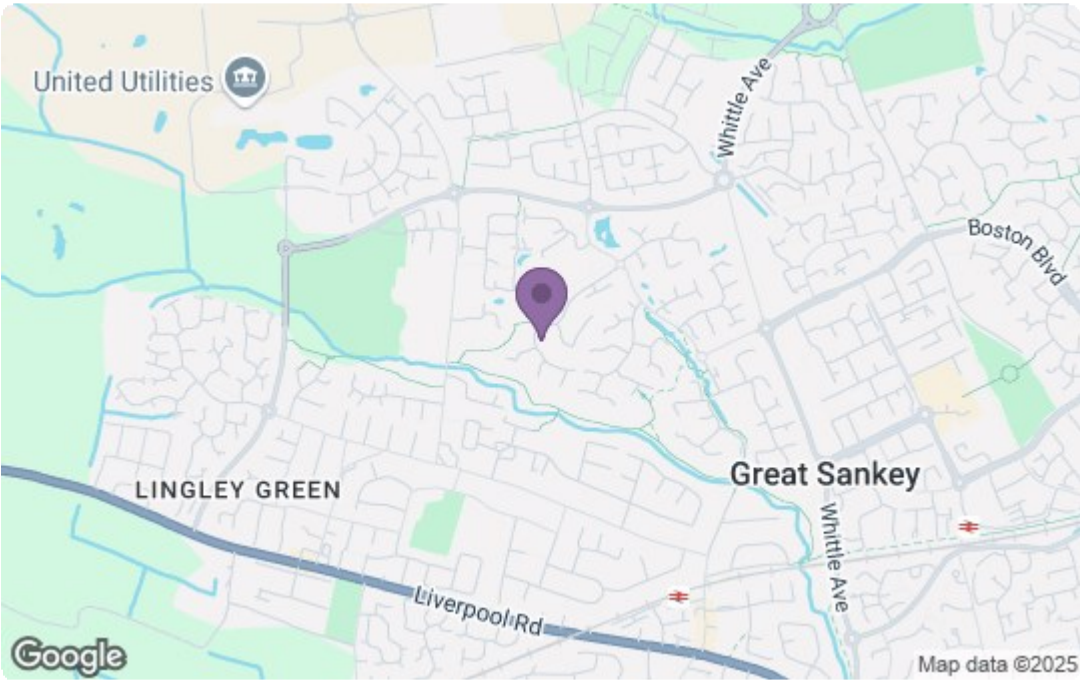 United Utilities
Whittle Ave
Boston Blvd
Great Sankey
LINGLEY GREEN
Whittle Ave
Liverpool Rd
Google
Map data ©2025